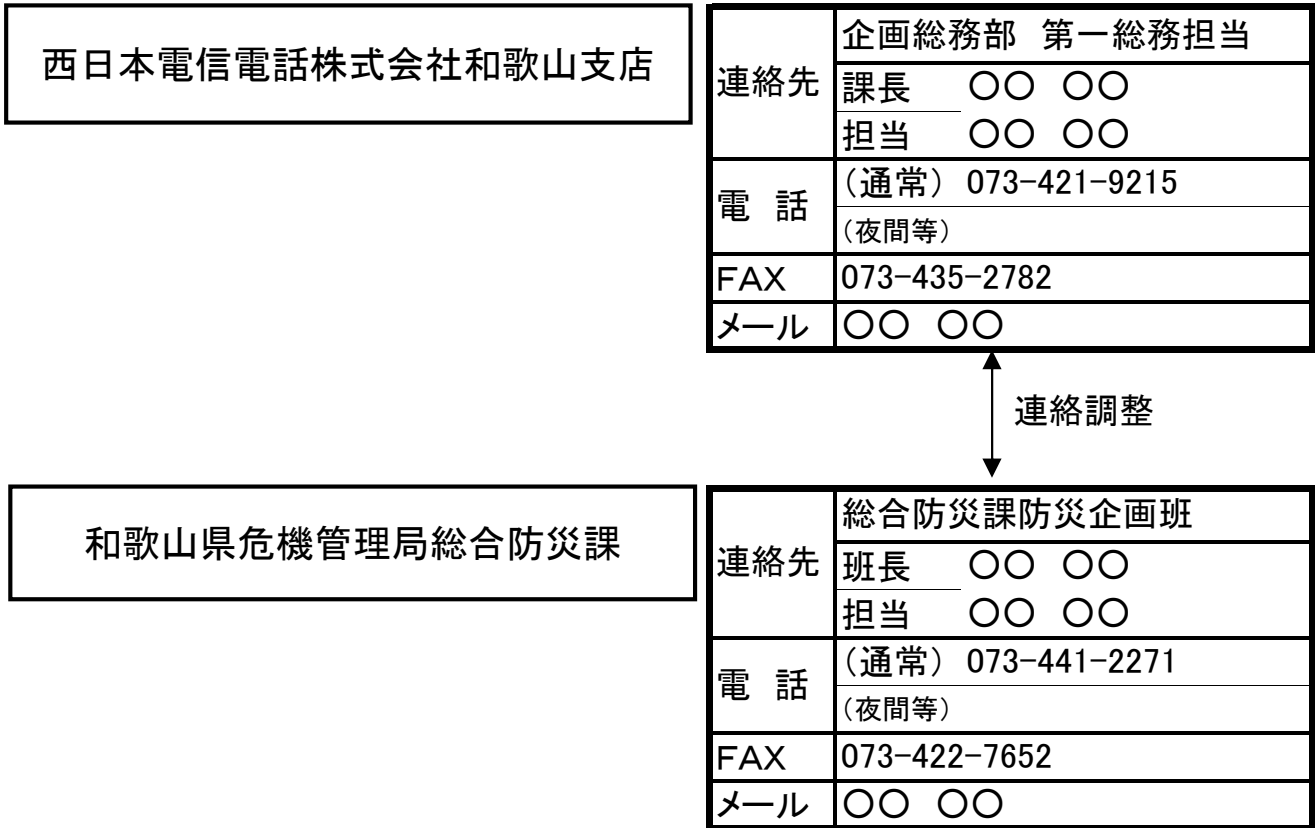 西日本電信電話株式会社和歌山支店
連絡先
企画総務部 第一総務担当
課長 〇〇 〇〇
担当 〇〇 〇〇
電 話
(通常) 073-421-9215
(夜間等)
FAX 073-435-2782
メール 〇〇 〇〇
連絡調整
和歌山県危機管理局総合防災課
連絡先
総合防災課防災企画班
班長 〇〇 〇〇
担当 〇〇 〇〇
電 話
(通常) 073-441-2271
(夜間等)
FAX 073-422-7652
メール 〇〇 〇〇